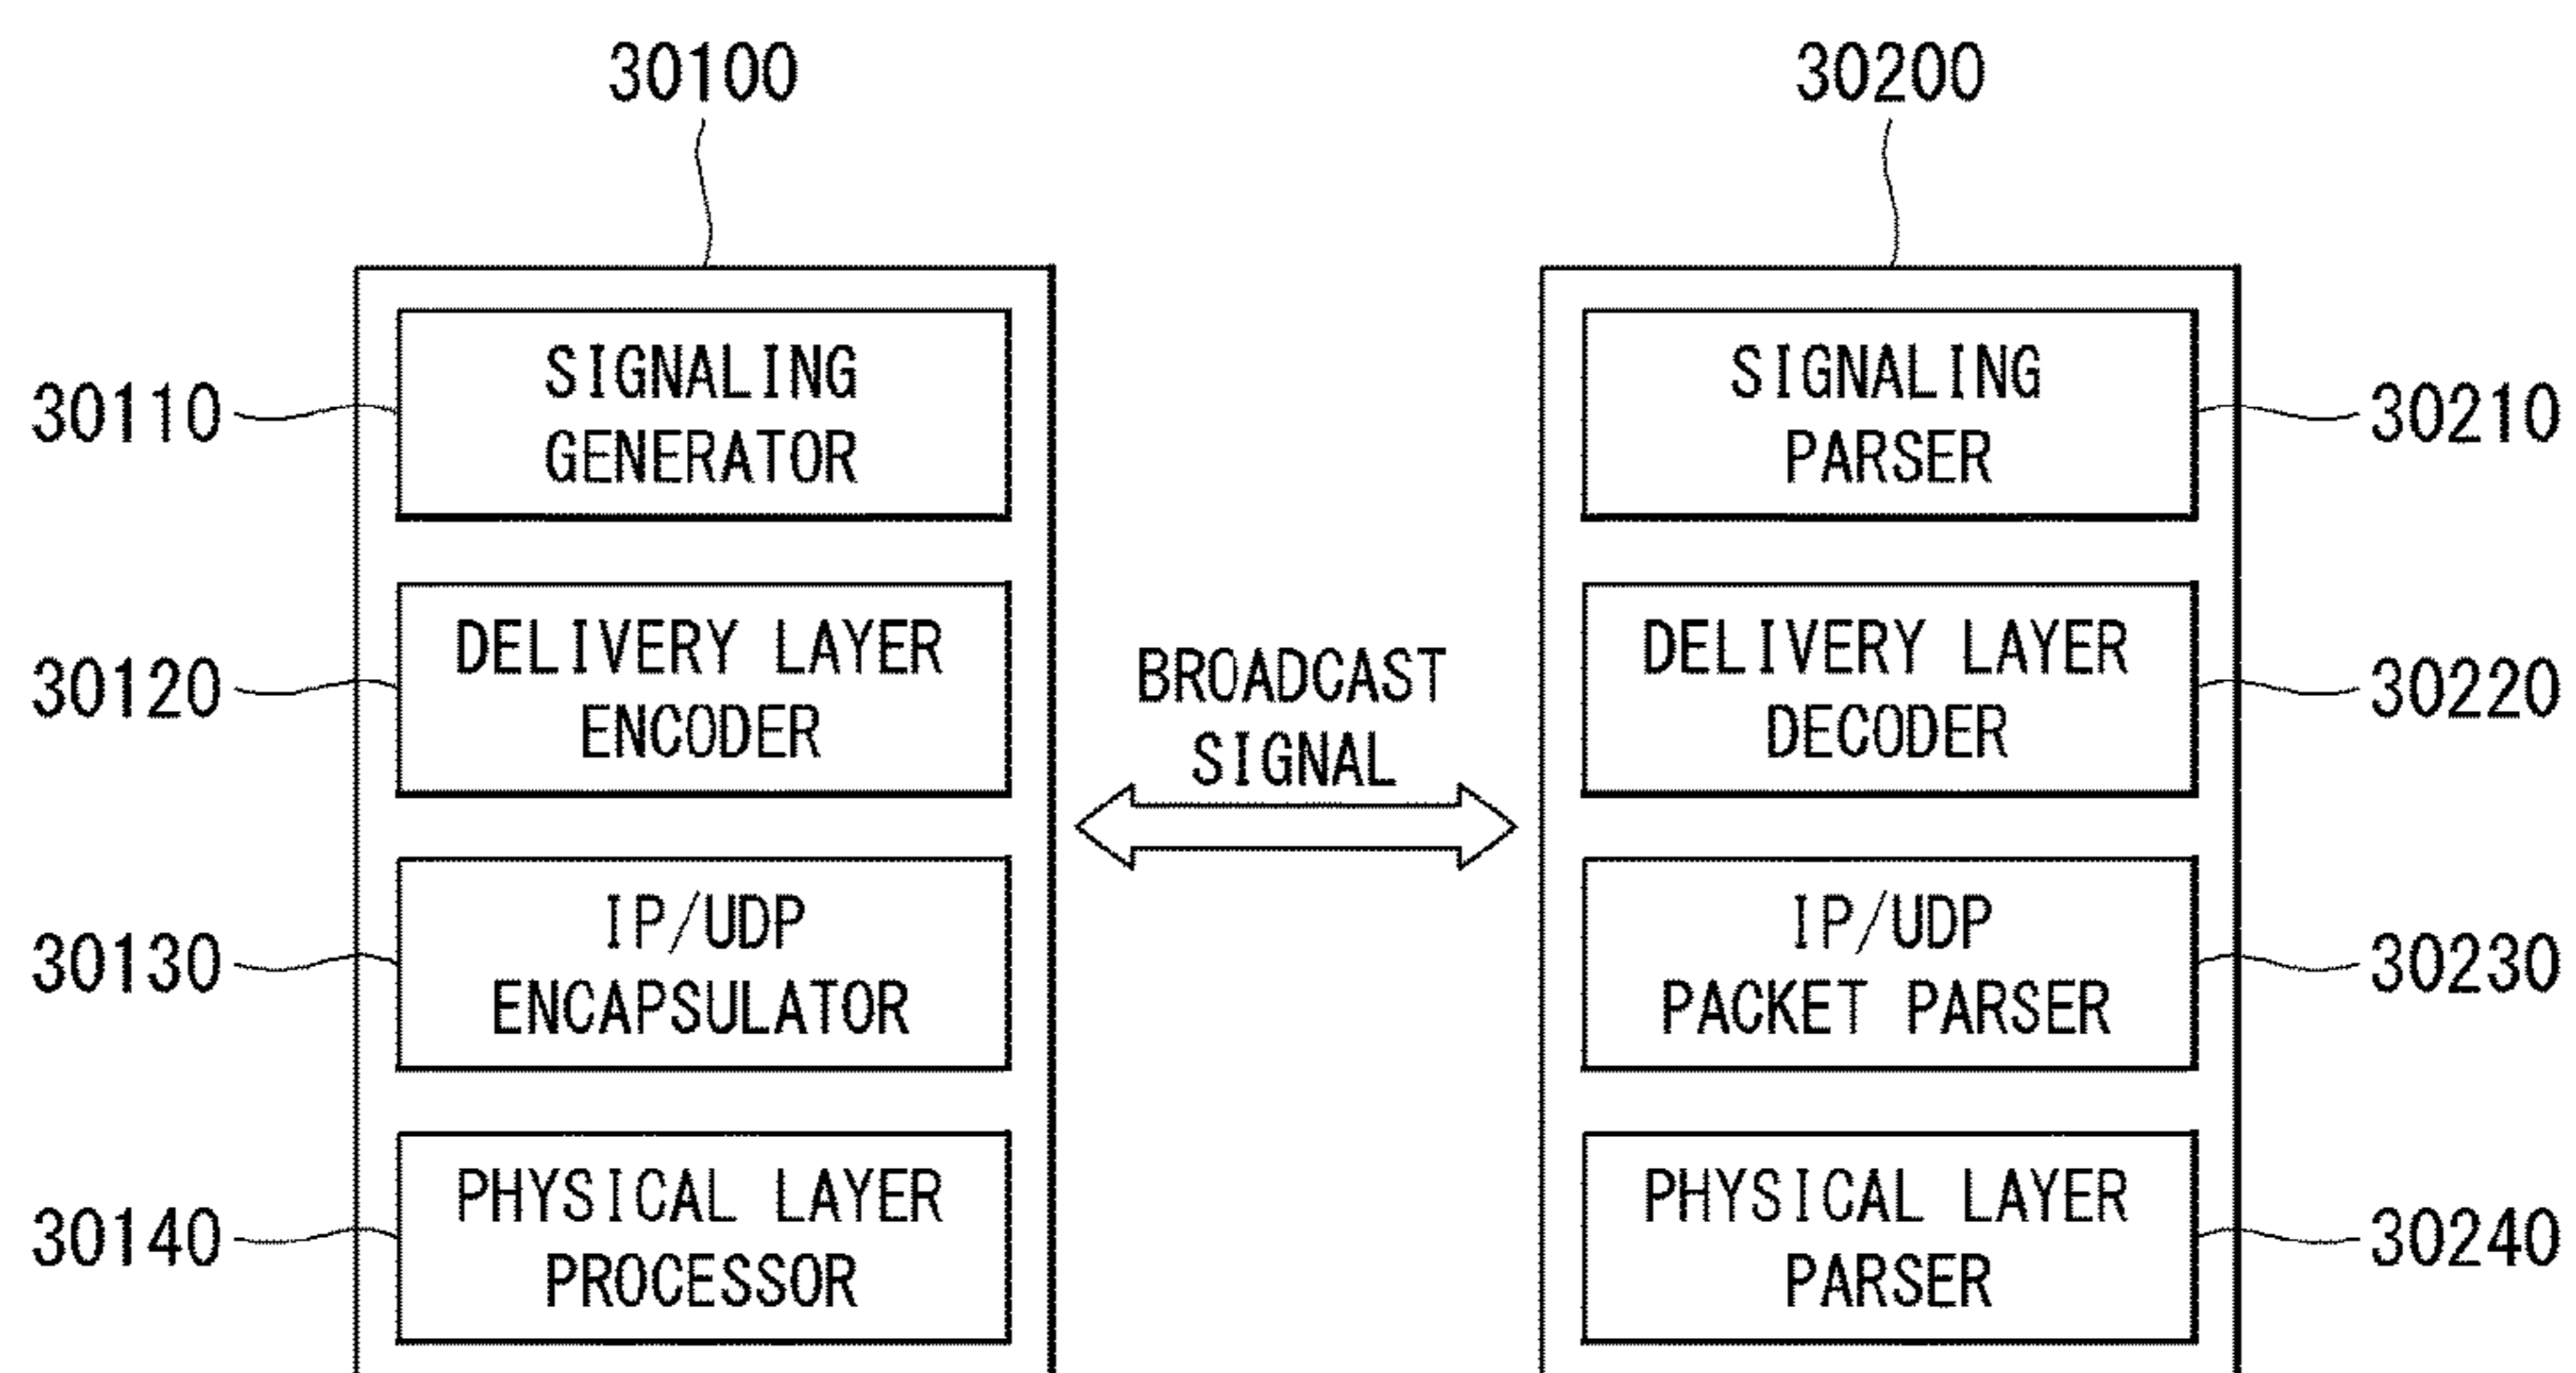 30100
30200
30110
SIGNALING
GENERATOR
30120
DELIVERY LAYER
ENCODER
30130
IP/UDP
ENCAPSULATOR
30140
PHYSICAL LAYER
PROCESSOR
BROADCAST
SIGNAL
SIGNALING
PARSER
30210
DELIVERY LAYER
DECODER
30220
IP/UDP
PACKET PARSER
30230
PHYSICAL LAYER
PARSER
30240